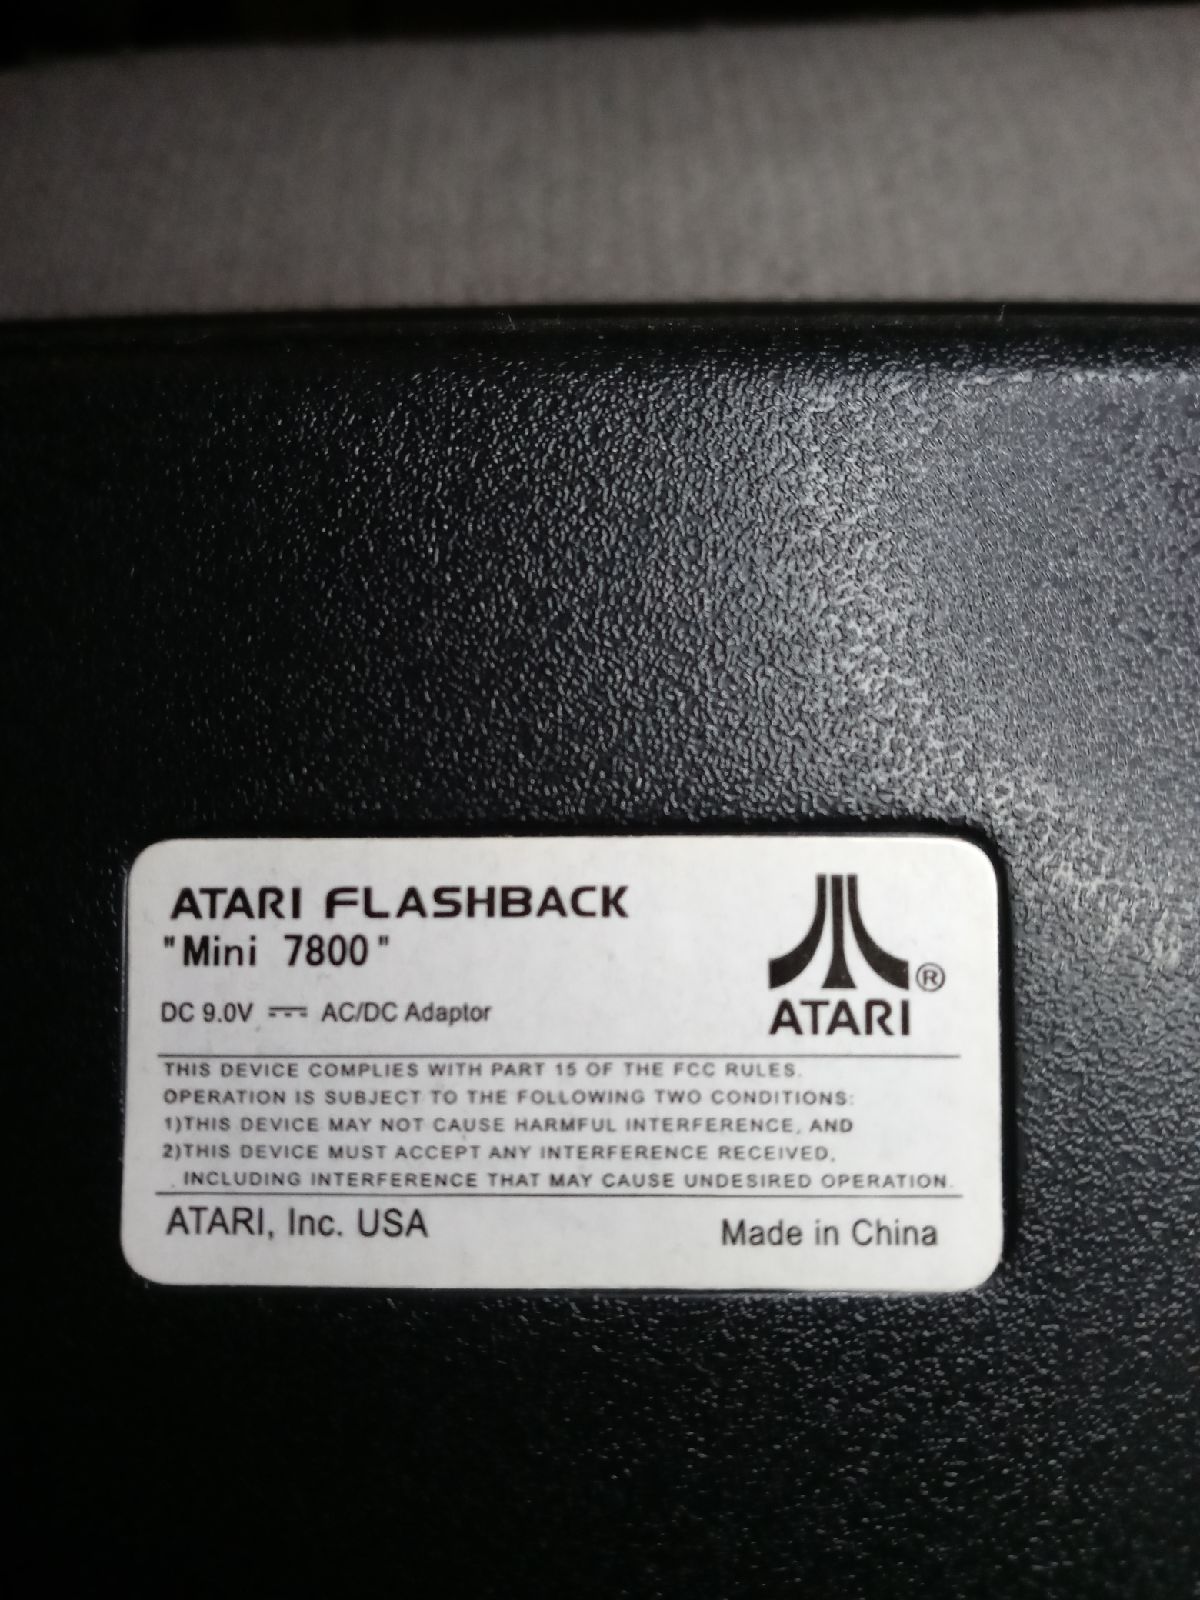 ATARI FLASHBACK
"Mini 7800"
DC 9.0V ⎓ AC/DC Adaptor
ATARI®
THIS DEVICE COMPLIES WITH PART 15 OF THE FCC RULES.
OPERATION IS SUBJECT TO THE FOLLOWING TWO CONDITIONS:
1)THIS DEVICE MAY NOT CAUSE HARMFUL INTERFERENCE, AND
2)THIS DEVICE MUST ACCEPT ANY INTERFERENCE RECEIVED,
. INCLUDING INTERFERENCE THAT MAY CAUSE UNDESIRED OPERATION.
ATARI, Inc. USA
Made in China